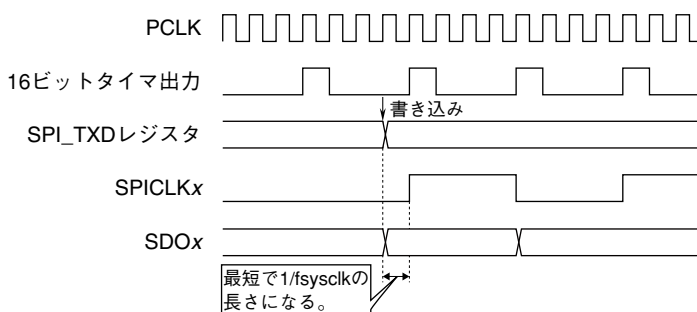 PCLK
16ビットタイマ出力
書き込み
SPI_TXDレジスタ
SPICLKx
SDOx
最短で1/fsysclkの
長さになる。